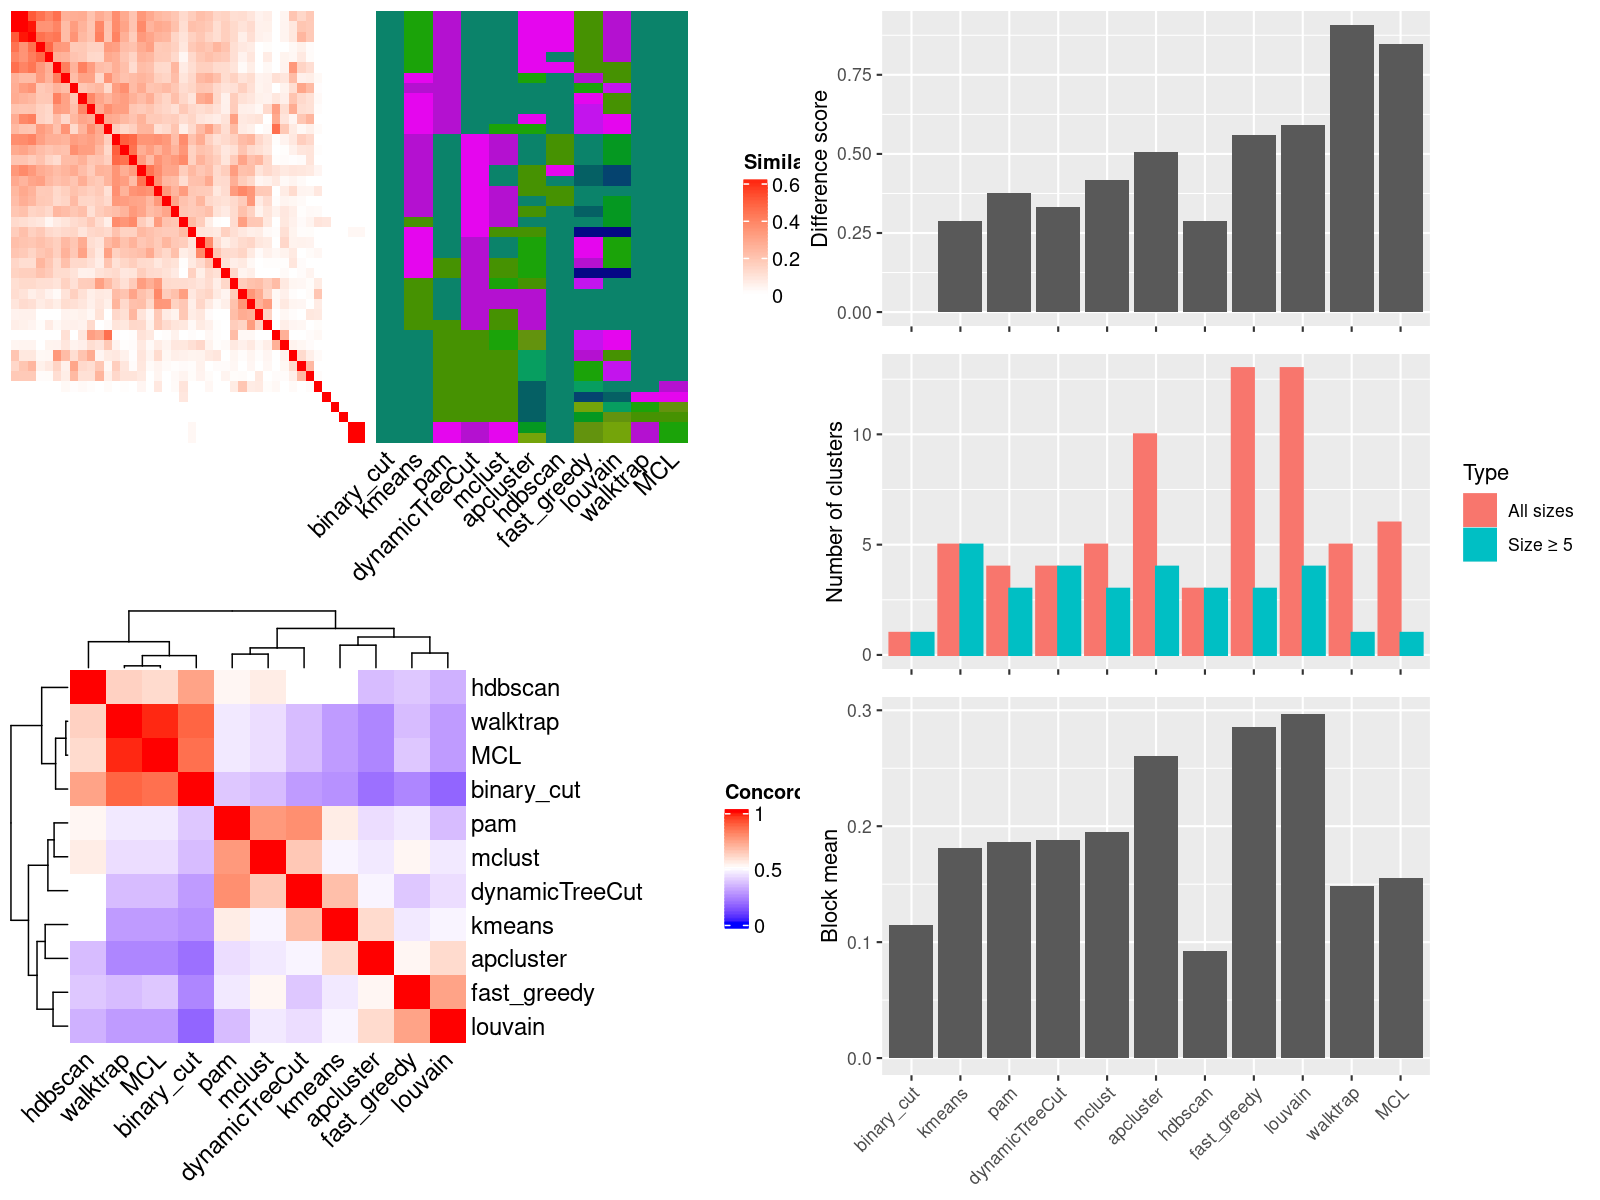 Simila
0.6
0.4
0.2
0
binary_cut
kmeans
pam
dynamicTreeCut
mclust
apcluster
hdbscan
fast_greedy
louvain
walktrap
MCL
Concord
1
0.5
0
hdbscan
walktrap
MCL
binary_cut
pam
mclust
dynamicTreeCut
kmeans
apcluster
fast_greedy
louvain
hdbscan
walktrap
MCL
binary_cut
pam
mclust
dynamicTreeCut
kmeans
apcluster
fast_greedy
louvain
Difference score
0.75
0.50
0.25
0.00
Number of clusters
10
5
0
Type
All sizes
Size ≥ 5
Block mean
0.3
0.2
0.1
0.0
binary_cut
kmeans
pam
dynamicTreeCut
mclust
apcluster
hdbscan
fast_greedy
louvain
walktrap
MCL